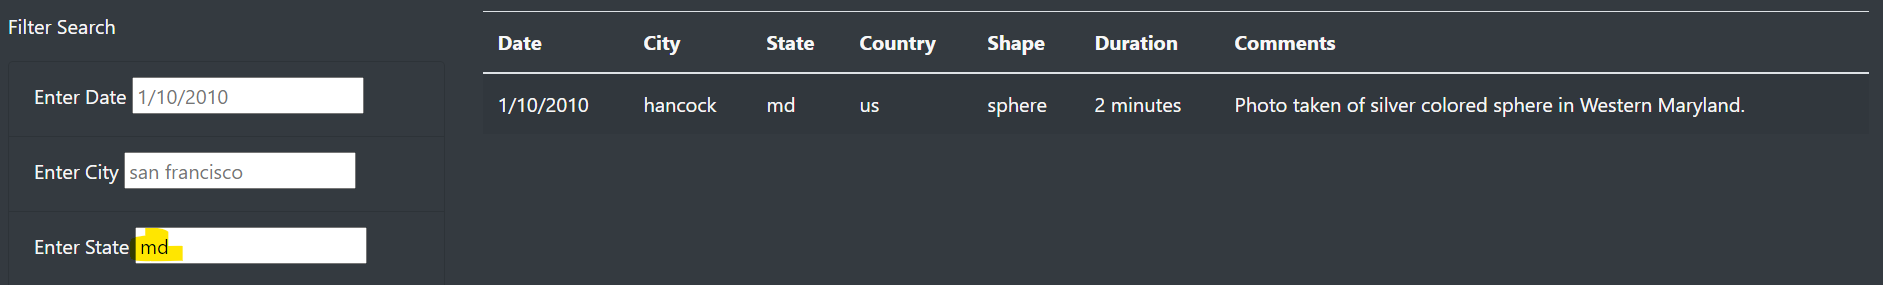 Filter Search
Enter Date 1/10/2010
Enter City san francisco
Enter State md
Date City State Country Shape Duration Comments
1/10/2010 hancock md us sphere 2 minutes Photo taken of silver colored sphere in Western Maryland.